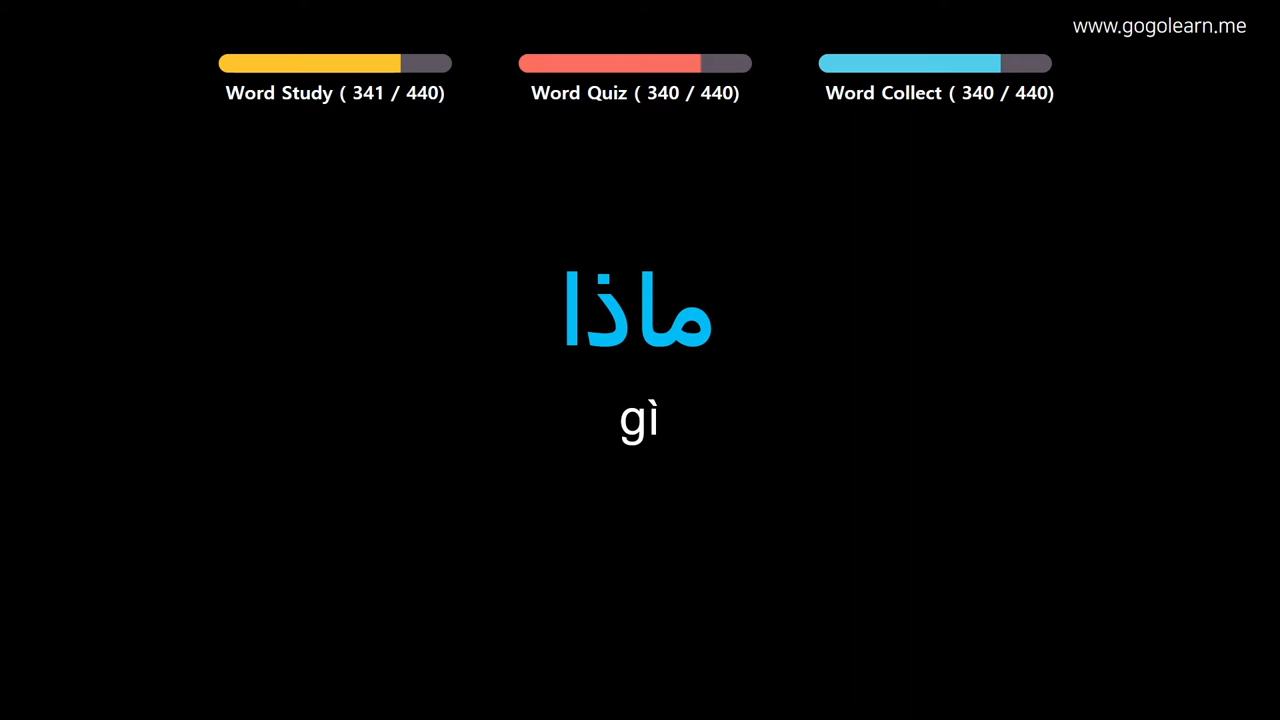 www.gogolearn.me
Word Study ( 341 / 440)
Word Quiz ( 340 / 440)
Word Collect ( 340 / 440)
ماذا
gì